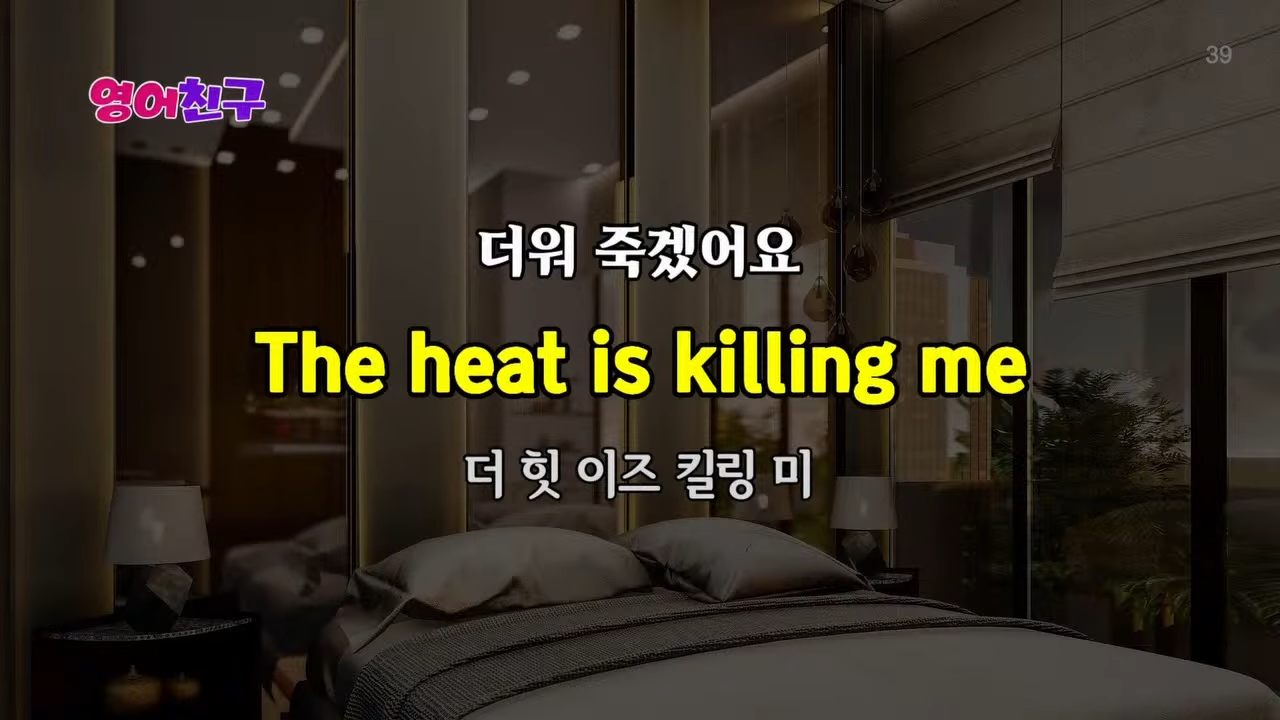 영어친구
39
더워 죽겠어요
The heat is killing me
더 힛 이즈 킬링 미